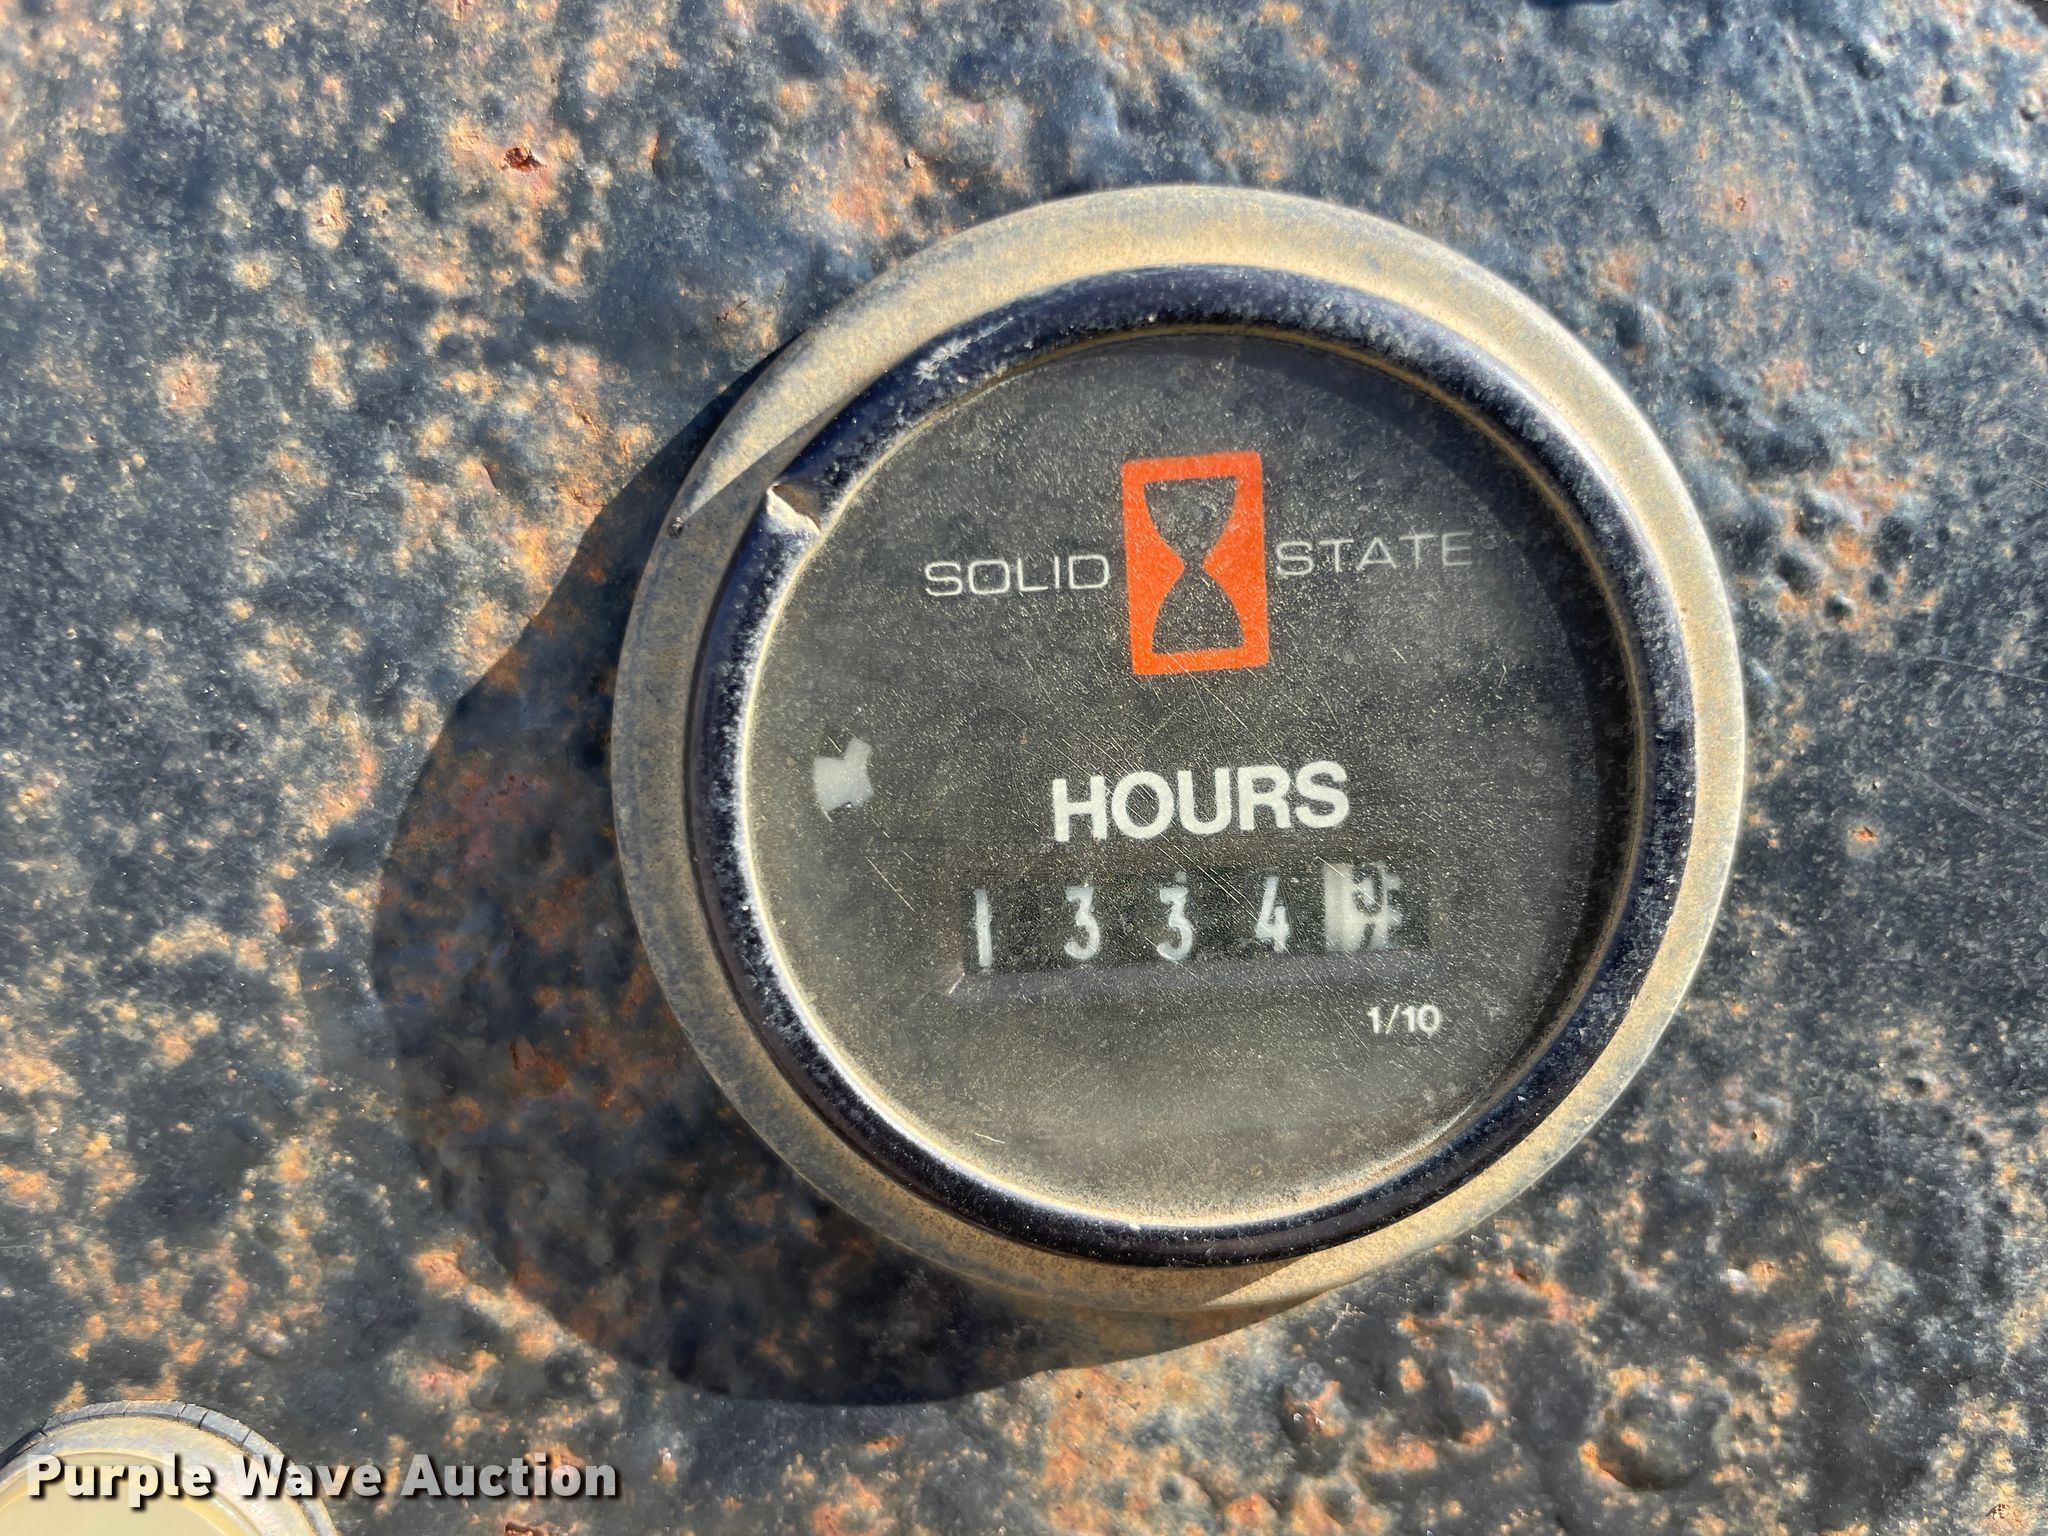 SOLID STATE
HOURS
1334
1/10
Purple Wave Auction